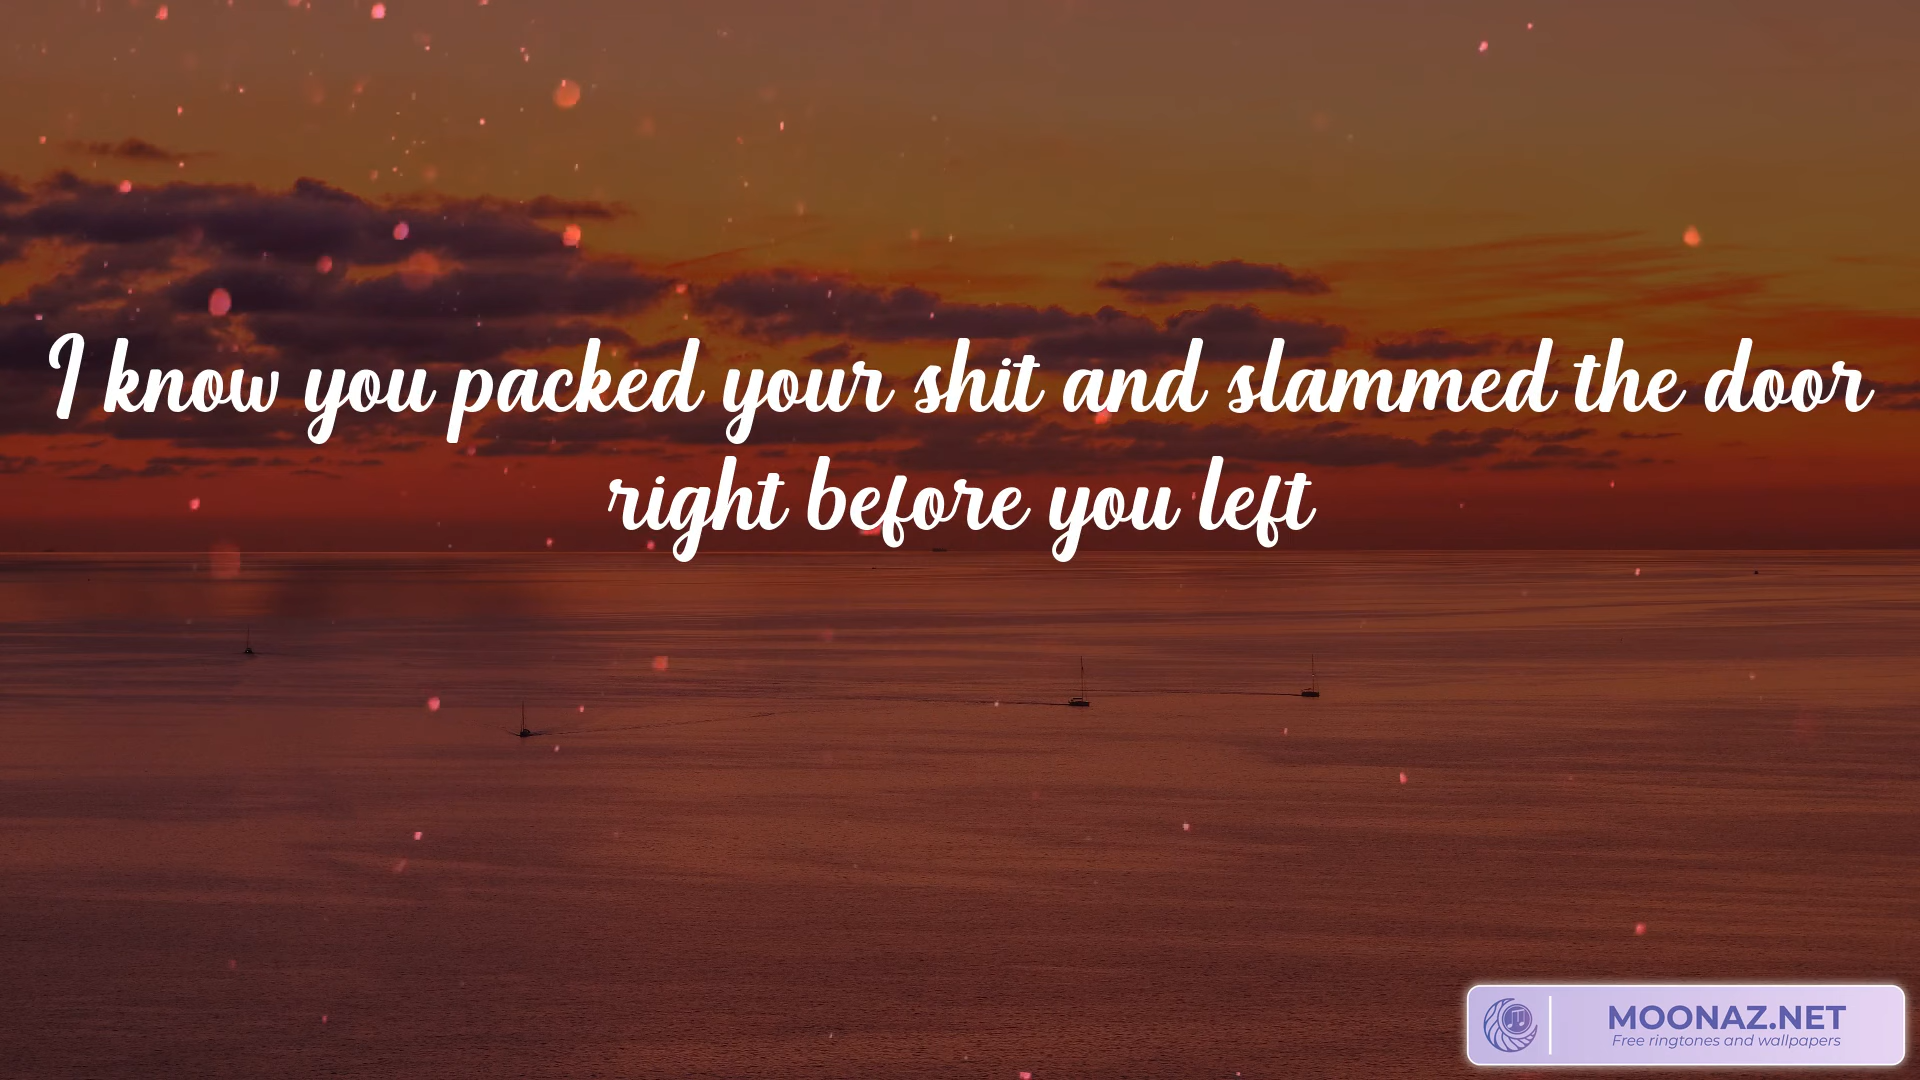 I know you packed your shit and slammed the door
right before you left
MOONAZ.NET
Free ringtones and wallpapers